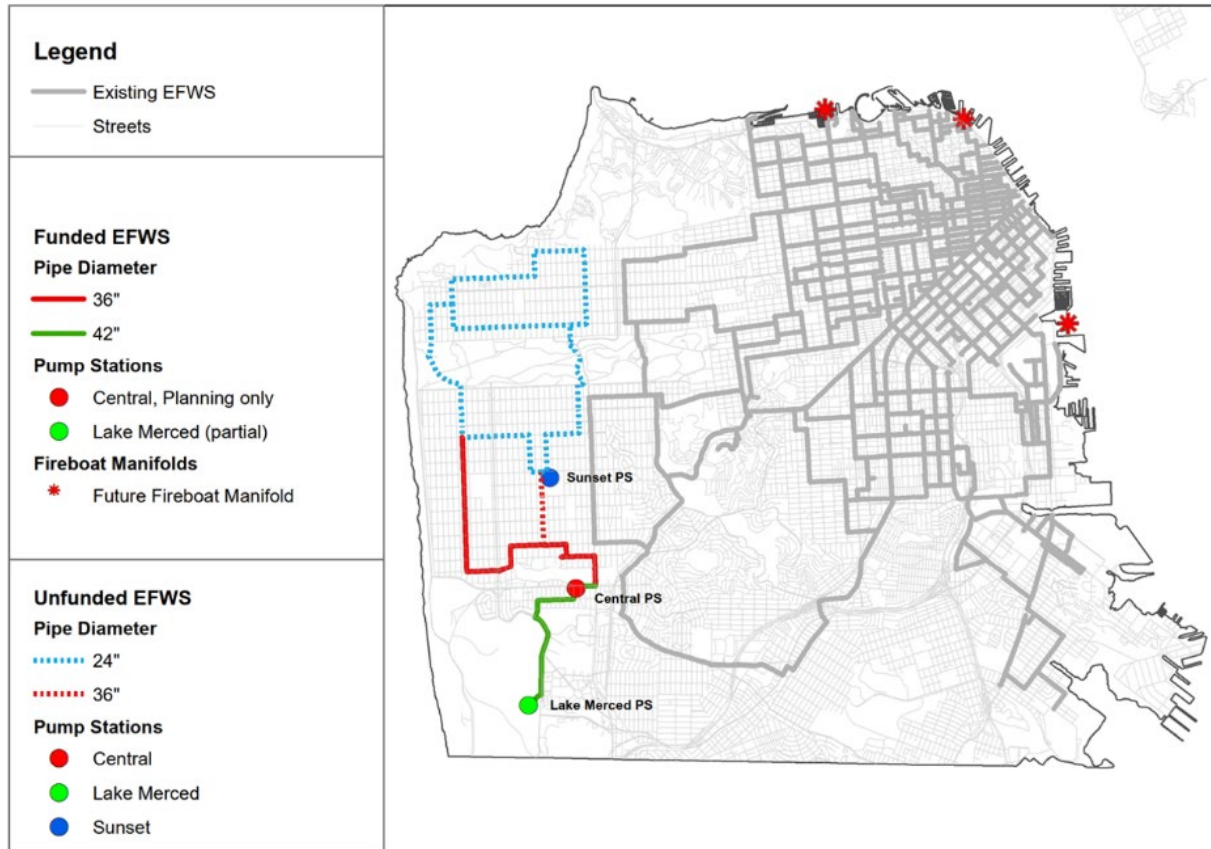 Legend
Existing EFWS
Streets
Funded EFWS
Pipe Diameter
36"
42"
Pump Stations
Central, Planning only
Lake Merced (partial)
Fireboat Manifolds
Future Fireboat Manifold
Unfunded EFWS
Pipe Diameter
24"
36"
Pump Stations
Central
Lake Merced
Sunset
Sunset PS
Central PS
Lake Merced PS